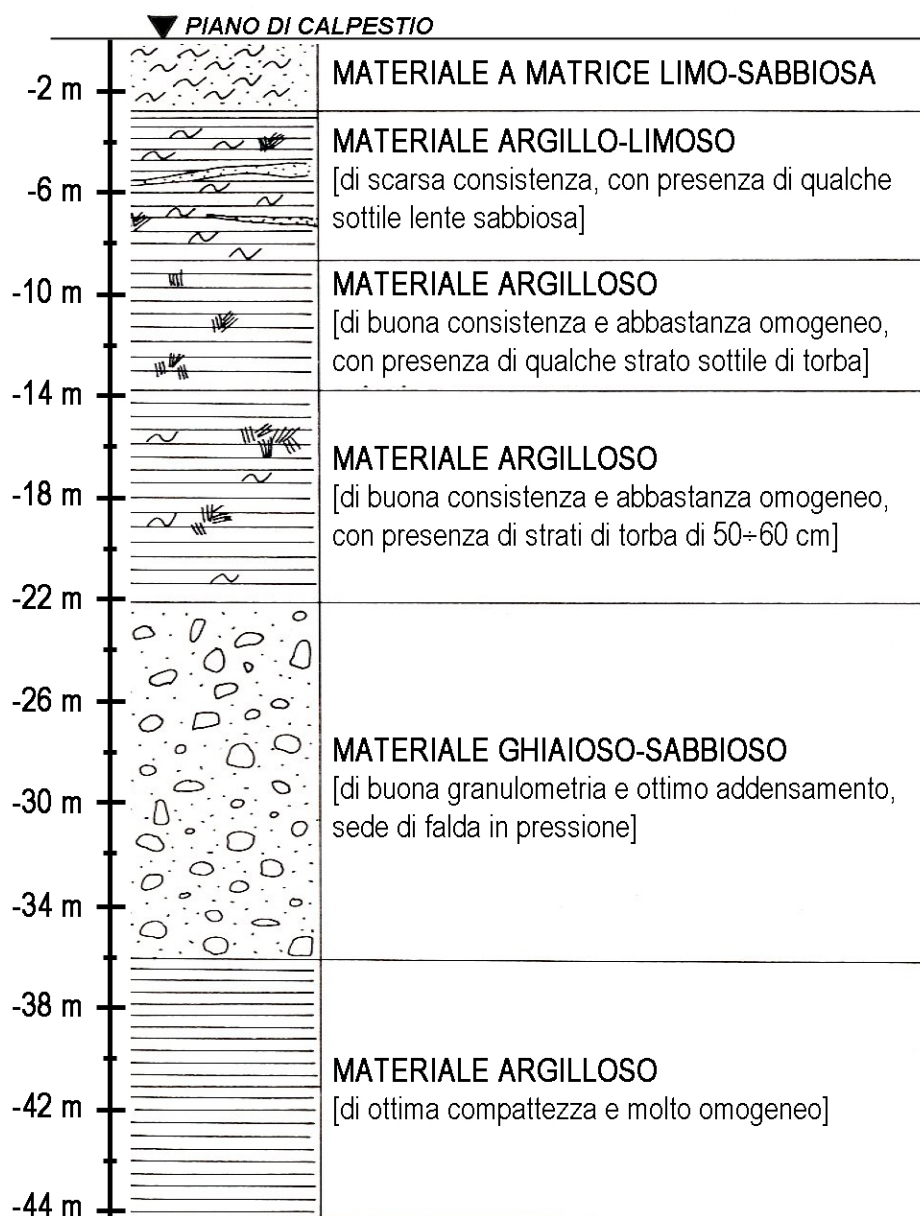 PIANO DI CALPESTIO
-2 m
MATERIALE A MATRICE LIMO-SABBIOSA
MATERIALE ARGILLO-LIMOSO
-6 m
[di scarsa consistenza, con presenza di qualche
sottile lente sabbiosa]
-10 m
MATERIALE ARGILLOSO
[di buona consistenza e abbastanza omogeneo,
con presenza di qualche strato sottile di torba]
-14 m
MATERIALE ARGILLOSO
-18 m
[di buona consistenza e abbastanza omogeneo,
con presenza di strati di torba di 50÷60 cm]
-22 m
-26 m
MATERIALE GHIAIOSO-SABBIOSO
-30 m
[di buona granulometria e ottimo addensamento,
sede di falda in pressione]
-34 m
-38 m
MATERIALE ARGILLOSO
-42 m
[di ottima compattezza e molto omogeneo]
-44 m